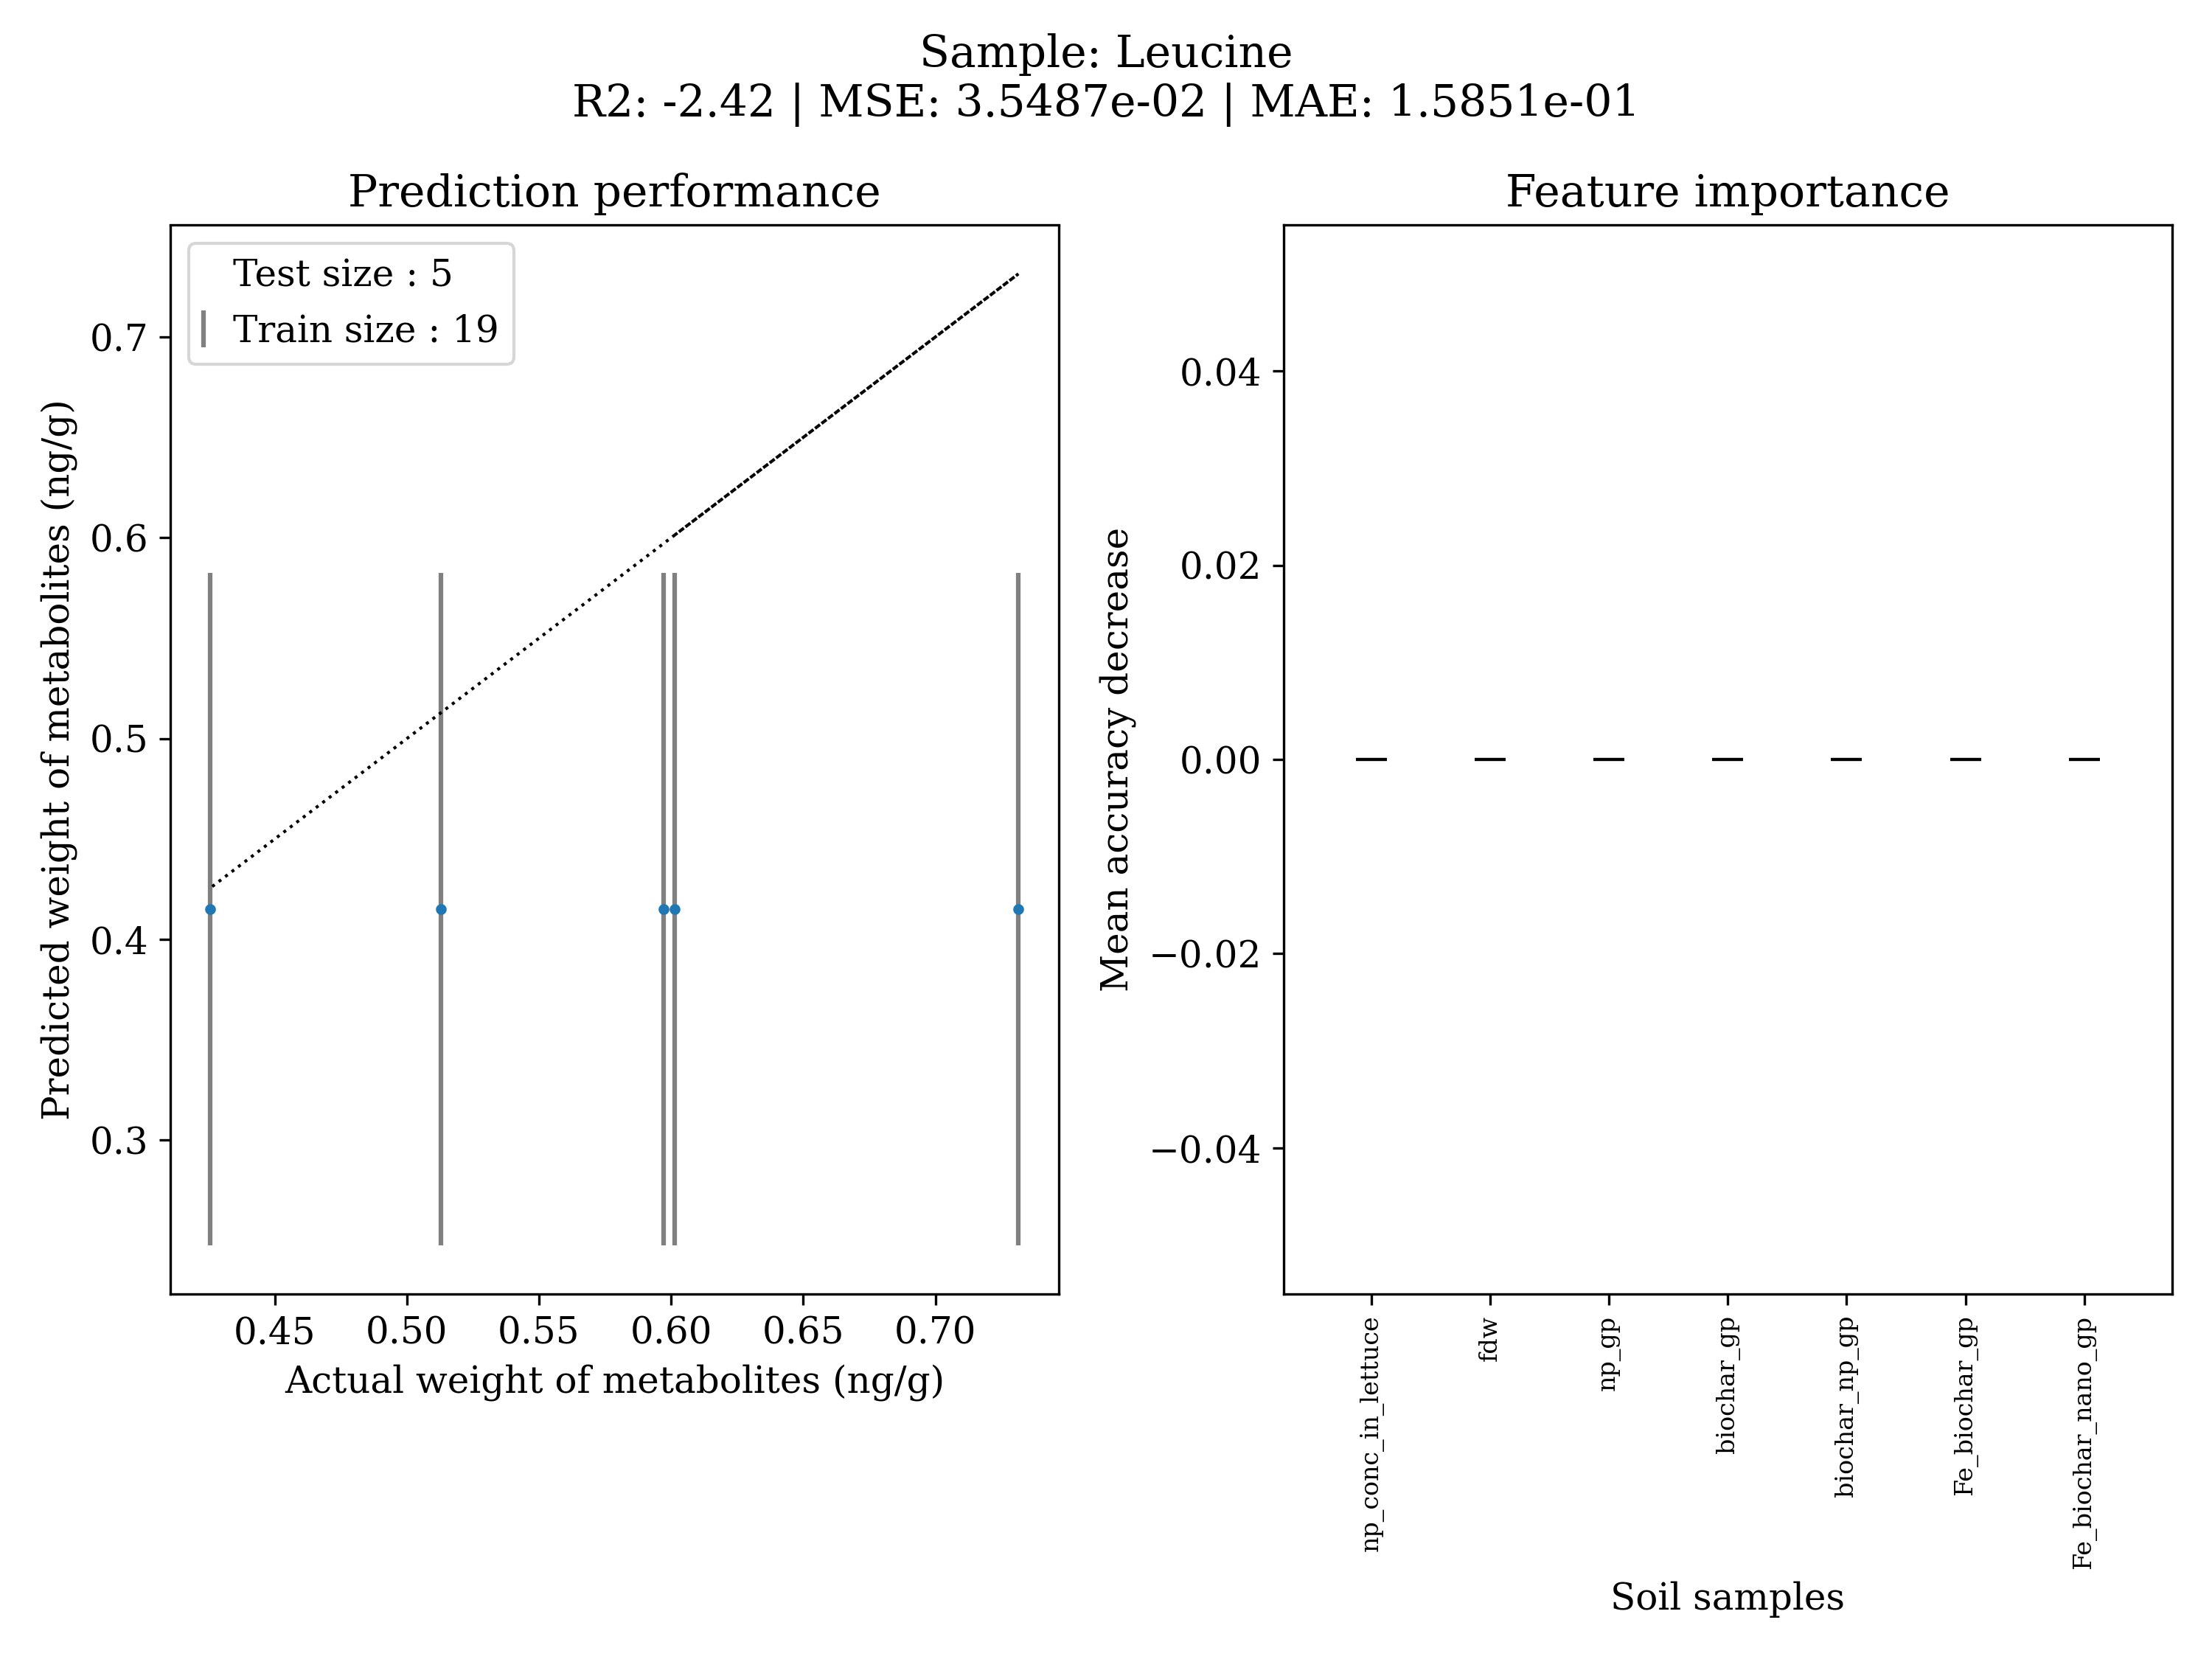 Sample: Leucine
R2: -2.42 | MSE: 3.5487e-02 | MAE: 1.5851e-01
Prediction performance
Test size : 5
Train size : 19
0.7
0.6
0.5
0.4
0.3
Predicted weight of metabolites (ng/g)
0.45 0.50 0.55 0.60 0.65 0.70
Actual weight of metabolites (ng/g)
Feature importance
0.04
0.02
0.00
−0.02
−0.04
Mean accuracy decrease
np_conc_in_lettuce
fdw
np_gp
biochar_gp
biochar_np_gp
Fe_biochar_gp
Fe_biochar_nano_gp
Soil samples